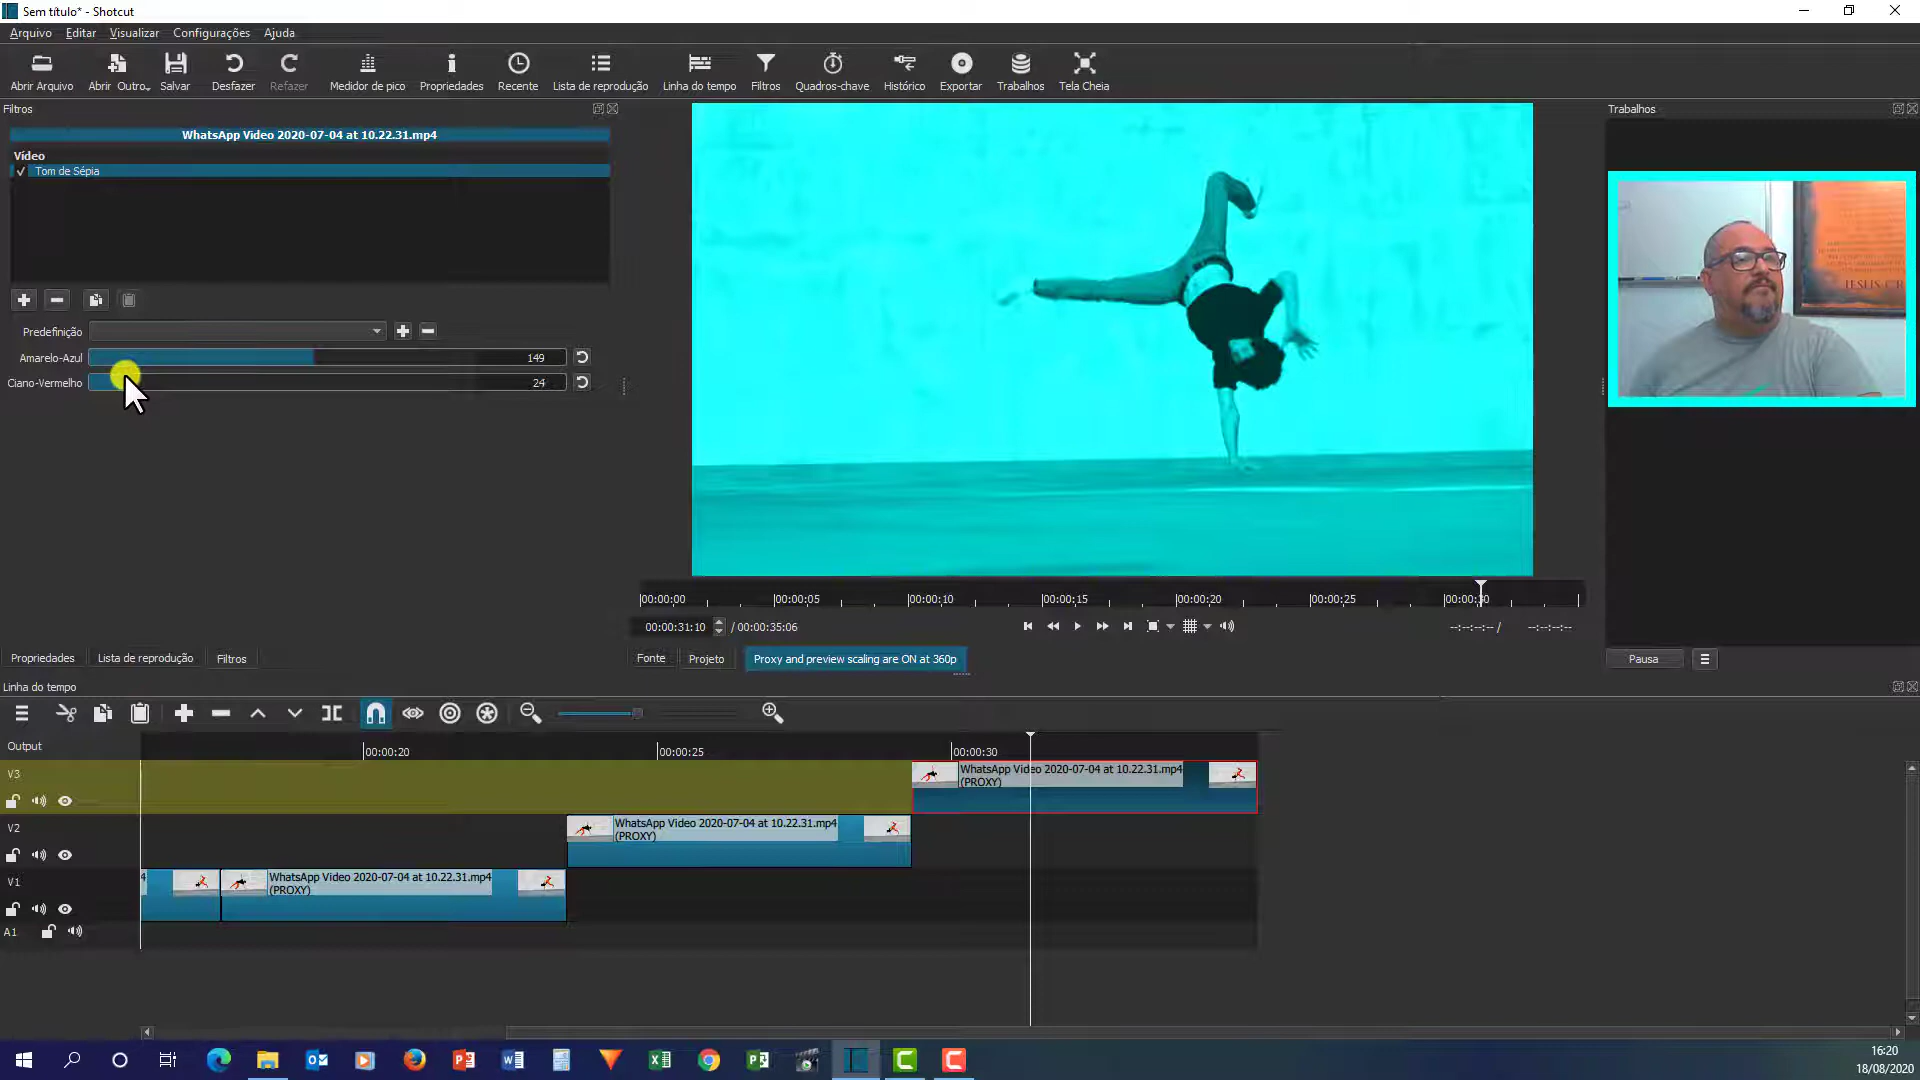 Sem título* - Shotcut
Arquivo Editar Visualizar Configurações Ajuda
Abrir Arquivo Abrir Outro... Salvar Desfazer Refazer Medidor de pico Propriedades Recente Lista de reprodução Linha do tempo Filtros Quadros-chave Histórico Exportar Trabalhos Tela Cheia
Filtros
WhatsApp Video 2020-07-04 at 10.22.31.mp4
Vídeo
Tom de Sépia
Predefinição
Amarelo-Azul 149
Ciano-Vermelho 24
Trabalhos
JESUS CR
00:00:00 00:00:05 00:00:10 00:00:15 00:00:20 00:00:25 00:00:30
00:00:31:10 / 00:00:35:06 --:--:--:-- / --:--:--:--
Propriedades Lista de reprodução Filtros
Fonte Projeto Proxy and preview scaling are ON at 360p
Pausa
Linha do tempo
Output 00:00:20 00:00:25 00:00:30
V3
WhatsApp Video 2020-07-04 at 10.22.31.mp4
(PROXY)
V2
WhatsApp Video 2020-07-04 at 10.22.31.mp4
(PROXY)
V1
4
WhatsApp Video 2020-07-04 at 10.22.31.mp4
(PROXY)
A1
16:20
18/08/2020